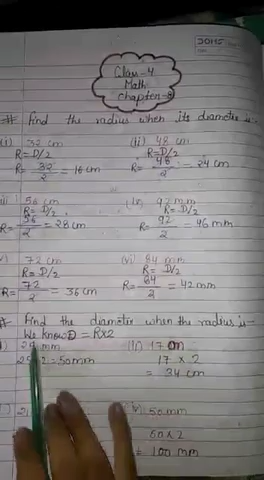 Class-4
Math
chapter-8
# Find the radius when its diameter is:-
(i) 32 cm (ii) 48 cm
R= D/2 R= D/2
R= 32/2 = 16 cm R= 48/2 = 24 cm
iii) 56 cm (iv) 92 mm
R= D/2 R= D/2
R= 56/2 = 28 cm R= 92/2 = 46 mm
v) 72 cm (vi) 84 mm
R= D/2 R= D/2
R= 72/2 = 36 cm R= 84/2 = 42 mm
#- Find the diameter when the radius is:-
We know D = R×2
mm (ii) 17 cm
2 = 50mm 17 × 2
= 34 cm
50 mm
50 x 2
= 100 mm